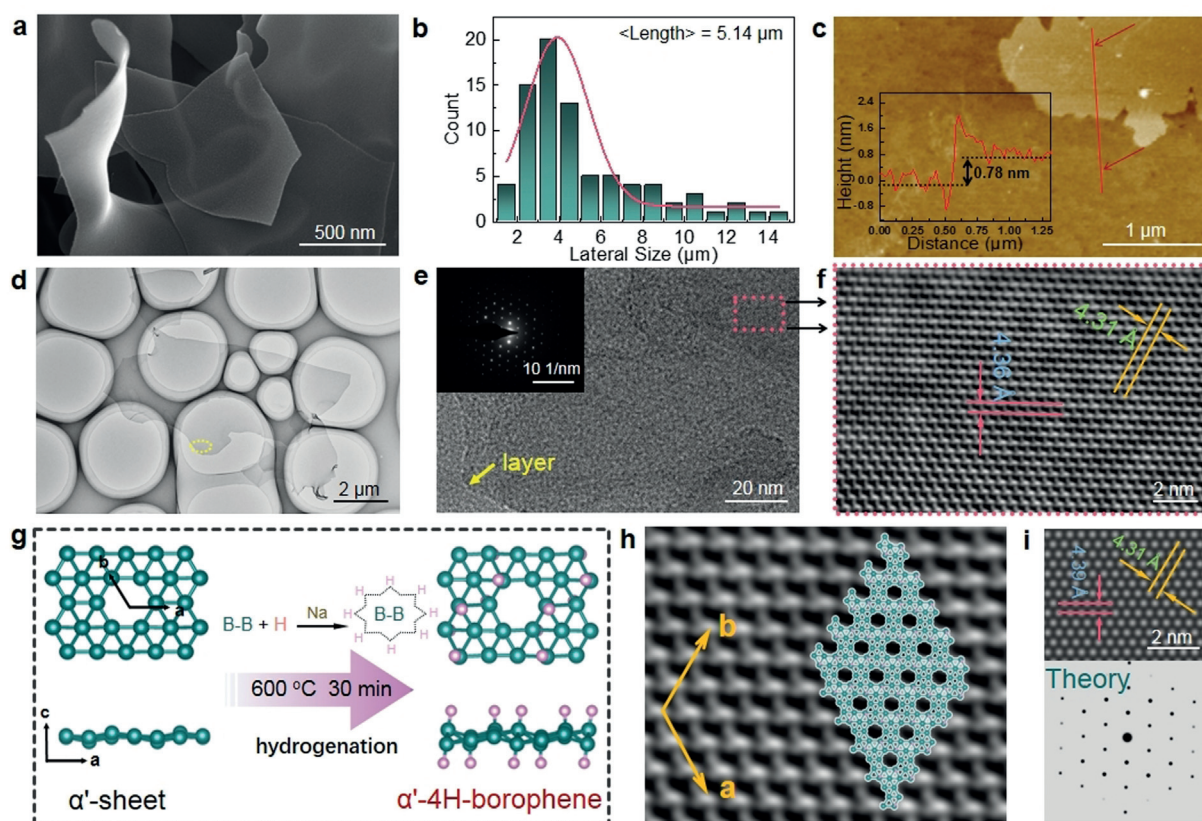 a
500 nm
b
<Length> = 5.14 μm
20
15
10
5
0
Count
2 4 6 8 10 12 14
Lateral Size (μm)
c
2.4
1.6
0.8
0.0
-0.8
Height (nm)
0.78 nm
0.00 0.25 0.50 0.75 1.00 1.25
Distance (μm)
1 μm
d
2 μm
e
10 1/nm
layer
20 nm
f
4.36 Å
4.31 Å
2 nm
g
b
a
B-B + H
Na
H H H H H H H H
B-B
600 °C 30 min
hydrogenation
c
a
α'-sheet
α'-4H-borophene
h
b
a
i
4.39 Å
4.31 Å
2 nm
Theory